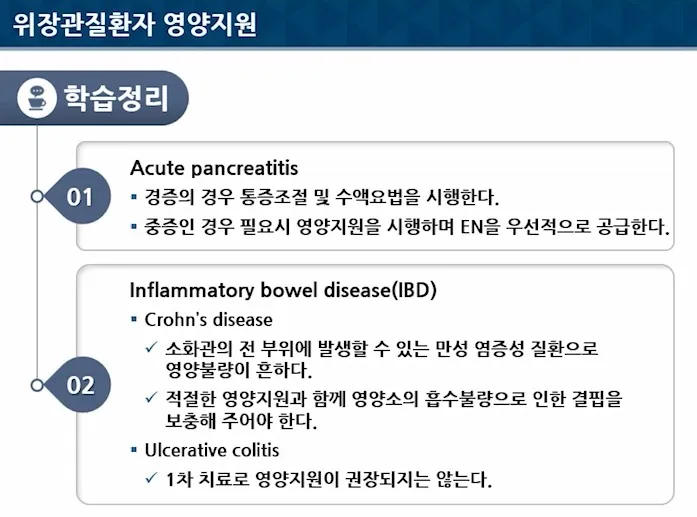 위장관질환자 영양지원
학습정리
01
Acute pancreatitis
▪ 경증의 경우 통증조절 및 수액요법을 시행한다.
▪ 중증인 경우 필요시 영양지원을 시행하며 EN을 우선적으로 공급한다.
02
Inflammatory bowel disease(IBD)
▪ Crohn's disease
✓ 소화관의 전 부위에 발생할 수 있는 만성 염증성 질환으로
영양불량이 흔하다.
✓ 적절한 영양지원과 함께 영양소의 흡수불량으로 인한 결핍을
보충해 주어야 한다.
▪ Ulcerative colitis
✓ 1차 치료로 영양지원이 권장되지는 않는다.